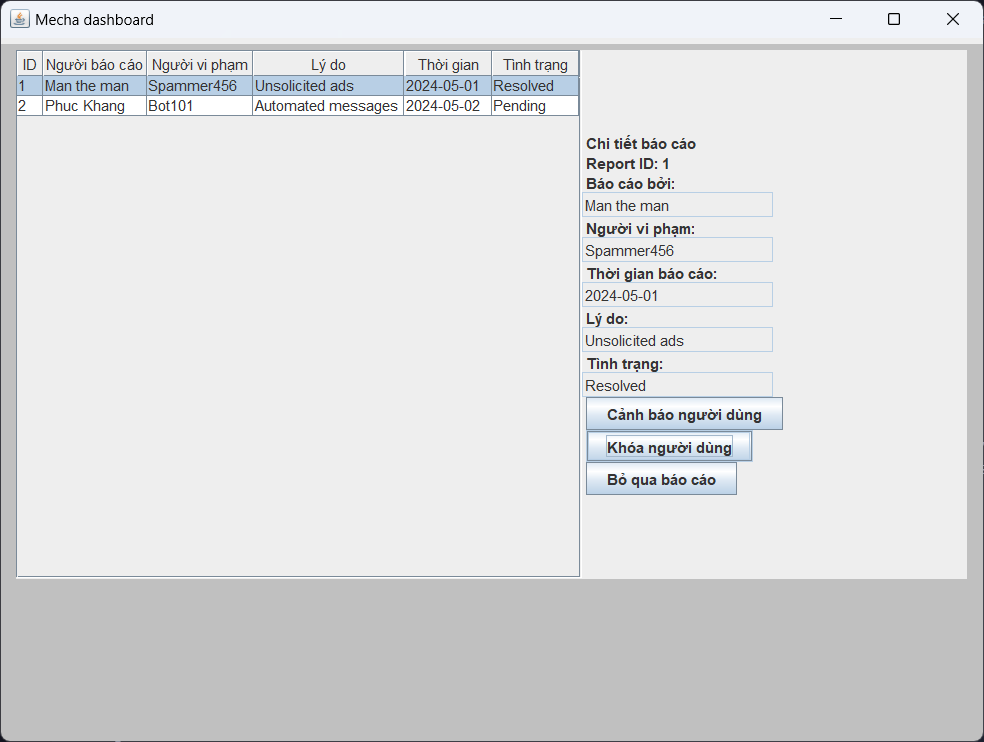 Mecha dashboard
ID Người báo cáo Người vi phạm Lý do Thời gian Tình trạng
1 Man the man Spammer456 Unsolicited ads 2024-05-01 Resolved
2 Phuc Khang Bot101 Automated messages 2024-05-02 Pending
Chi tiết báo cáo
Report ID: 1
Báo cáo bởi:
Man the man
Người vi phạm:
Spammer456
Thời gian báo cáo:
2024-05-01
Lý do:
Unsolicited ads
Tình trạng:
Resolved
Cảnh báo người dùng
Khóa người dùng
Bỏ qua báo cáo